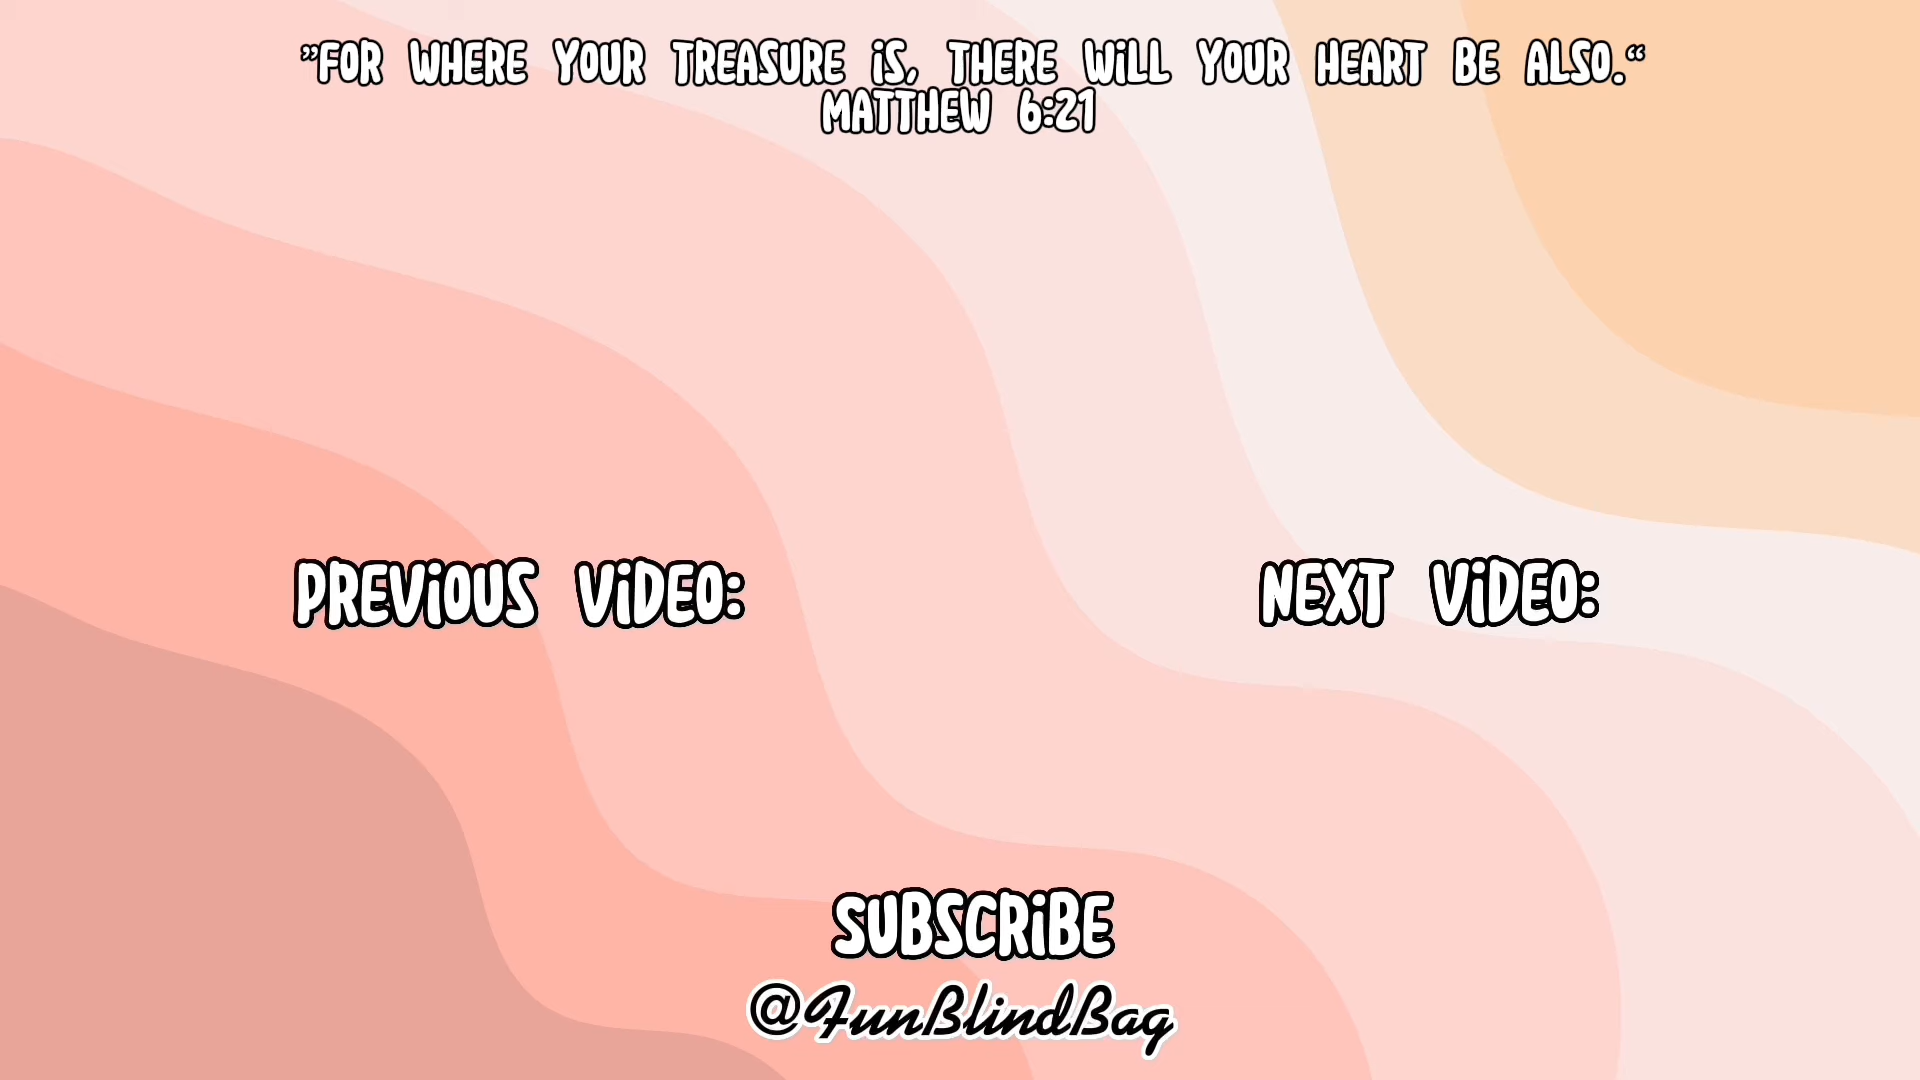 ”FOR WHERE YOUR TREASURE iS, THERE WiLL YOUR HEART BE ALSO.“
MATTHEW 6:21
PREViOUS ViDEO:
NEXT ViDEO:
SUBSCRiBE
@FunBlindBag